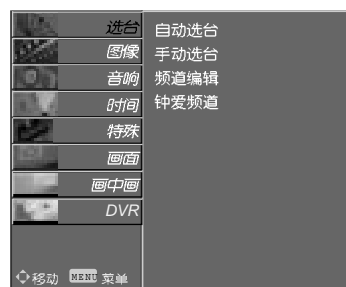 选台
图像
音响
时间
特殊
画面
画中画
DVR
自动选台
手动选台
频道编辑
钟爱频道
移动 MENU 菜单